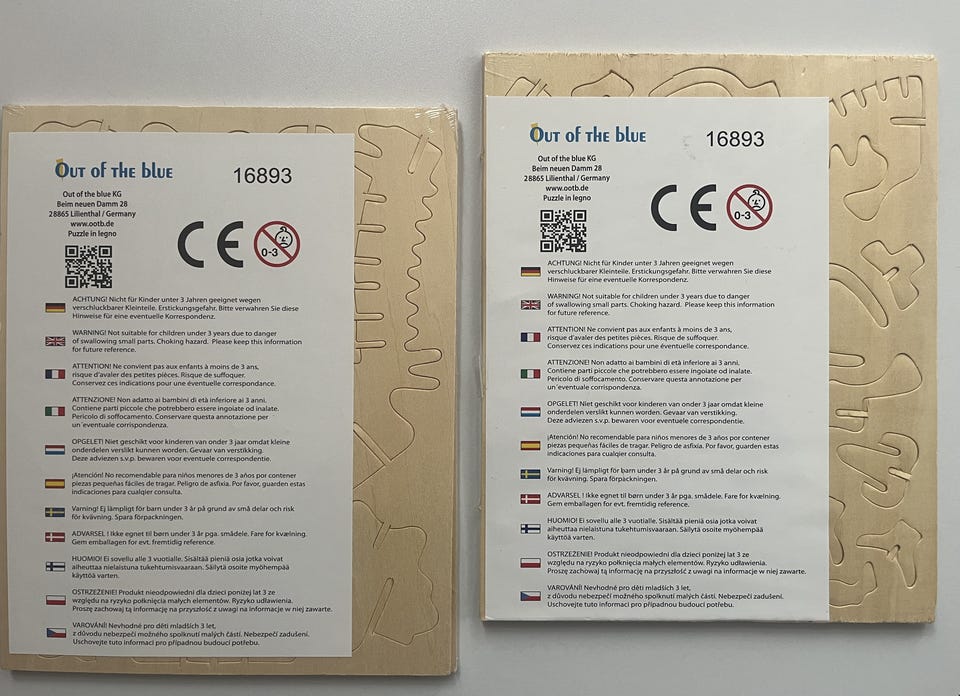 Out of the blue
16893
Out of the blue KG
Beim neuen Damm 28
28865 Lilienthal / Germany
www.ootb.de
Puzzle in legno
CE
0-3
ACHTUNG! Nicht für Kinder unter 3 Jahren geeignet wegen
verschluckbarer Kleinteile. Erstickungsgefahr. Bitte verwahren Sie diese
Hinweise für eine eventuelle Korrespondenz.
WARNING! Not suitable for children under 3 years due to danger
of swallowing small parts. Choking hazard. Please keep this information
for future reference.
ATTENTION! Ne convient pas aux enfants à moins de 3 ans,
risque d'avaler des petites pièces. Risque de suffoquer.
Conservez ces indications pour une éventuelle correspondance.
ATTENZIONE! Non adatto ai bambini di età inferiore ai 3 anni.
Contiene parti piccole che potrebbero essere ingoiate od inalate.
Pericolo di soffocamento. Conservare questa annotazione per
un´eventuale corrispondenza.
OPGELET! Niet geschikt voor kinderen van onder 3 jaar omdat kleine
onderdelen verslikt kunnen worden. Gevaar van verstikking.
Deze adviezen s.v.p. bewaren voor eventuele correspondentie.
¡Atención! No recomendable para niños menores de 3 años por contener
piezas pequeñas fáciles de tragar. Peligro de asfixia. Por favor, guarden estas
indicaciones para cualquier consulta.
Varning! Ej lämpligt för barn under 3 år på grund av små delar och risk
för kvävning. Spara förpackningen.
ADVARSEL ! Ikke egnet til børn under 3 år pga. smådele. Fare for kvælning.
Gem emballagen for evt. fremtidig reference.
HUOMIO! Ei sovellu alle 3 vuotialle. Sisältää pieniä osia jotka voivat
aiheuttaa nielaistuna tukehtumisvaaraan. Säilytä osoite myöhempää
käyttöä varten.
OSTRZEŻENIE! Produkt nieodpowiedni dla dzieci poniżej lat 3 ze
względu na ryzyko połknięcia małych elementów. Ryzyko udławienia.
Proszę zachować tą informację na przyszłość z uwagi na informacje w niej zawarte.
VAROVÁNÍ! Nevhodné pro děti mladších 3 let,
z důvodu nebezpečí možného spolknutí malých částí. Nebezpečí zadušení.
Uschovejte tuto informaci pro případnou budoucí potřebu.
Out of the blue
16893
Out of the blue KG
Beim neuen Damm 28
28865 Lilienthal / Germany
www.ootb.de
Puzzle in legno
CE
0-3
ACHTUNG! Nicht für Kinder unter 3 Jahren geeignet wegen
verschluckbarer Kleinteile. Erstickungsgefahr. Bitte verwahren Sie diese
Hinweise für eine eventuelle Korrespondenz.
WARNING! Not suitable for children under 3 years due to danger
of swallowing small parts. Choking hazard. Please keep this information
for future reference.
ATTENTION! Ne convient pas aux enfants à moins de 3 ans,
risque d'avaler des petites pièces. Risque de suffoquer.
Conservez ces indications pour une éventuelle correspondance.
ATTENZIONE! Non adatto ai bambini di età inferiore ai 3 anni.
Contiene parti piccole che potrebbero essere ingoiate od inalate.
Pericolo di soffocamento. Conservare questa annotazione per
un´eventuale corrispondenza.
OPGELET! Niet geschikt voor kinderen van onder 3 jaar omdat kleine
onderdelen verslikt kunnen worden. Gevaar van verstikking.
Deze adviezen s.v.p. bewaren voor eventuele correspondentie.
¡Atención! No recomendable para niños menores de 3 años por contener
piezas pequeñas fáciles de tragar. Peligro de asfixia. Por favor, guarden estas
indicaciones para cualquier consulta.
Varning! Ej lämpligt för barn under 3 år på grund av små delar och risk
för kvävning. Spara förpackningen.
ADVARSEL ! Ikke egnet til børn under 3 år pga. smådele. Fare for kvælning.
Gem emballagen for evt. fremtidig reference.
HUOMIO! Ei sovellu alle 3 vuotialle. Sisältää pieniä osia jotka voivat
aiheuttaa nielaistuna tukehtumisvaaraan. Säilytä osoite myöhempää
käyttöä varten.
OSTRZEŻENIE! Produkt nieodpowiedni dla dzieci poniżej lat 3 ze
względu na ryzyko połknięcia małych elementów. Ryzyko udławienia.
Proszę zachować tą informację na przyszłość z uwagi na informacje w niej zawarte.
VAROVÁNÍ! Nevhodné pro děti mladších 3 let,
z důvodu nebezpečí možného spolknutí malých částí. Nebezpečí zadušení.
Uschovejte tuto informaci pro případnou budoucí potřebu.